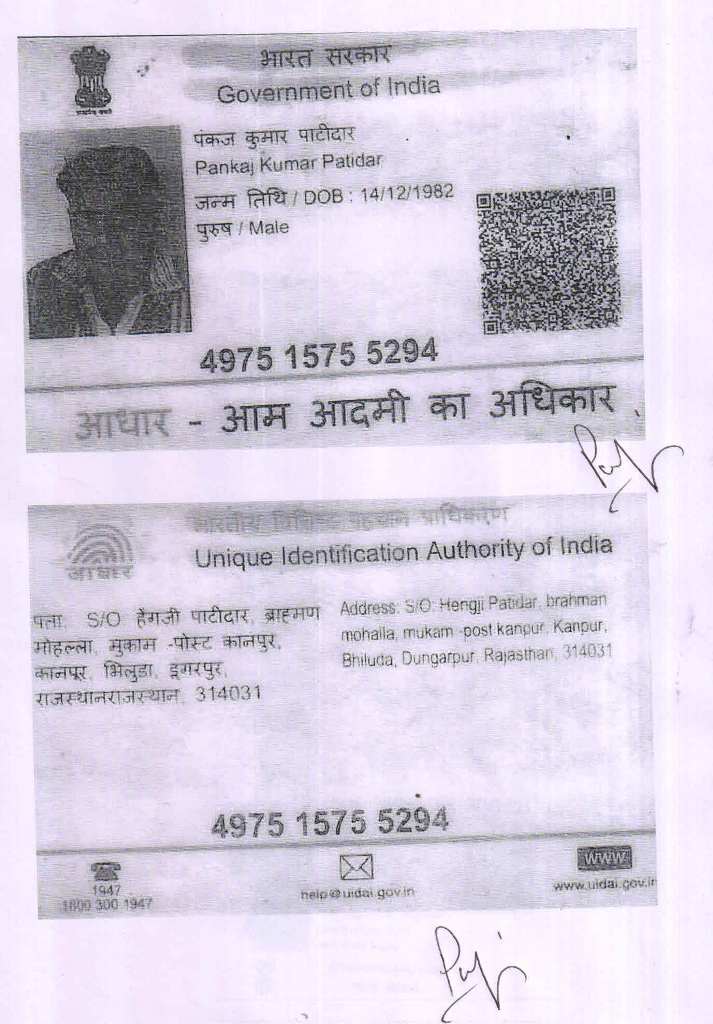 भारत सरकार
Government of India
पंकज कुमार पाटीदार
Pankaj Kumar Patidar
जन्म तिथि / DOB : 14/12/1982
पुरुष / Male
4975 1575 5294
आधार - आम आदमी का अधिकार
भारतीय विशिष्ट पहचान प्राधिकरण
Unique Identification Authority of India
आधार
पता: S/O हेंगजी पाटीदार, ब्राहमण
मोहल्ला, मुकाम -पोस्ट कानपुर,
कानपूर, भिलुडा, डूगरपुर,
राजस्थानराजस्थान, 314031
Address: S/O: Hengji Patidar, brahman
mohalla, mukam -post kanpur, Kanpur,
Bhiluda, Dungarpur, Rajasthan, 314031
4975 1575 5294
1947
1800 300 1947
help@uidai.gov.in
www
www.uidai.gov.in